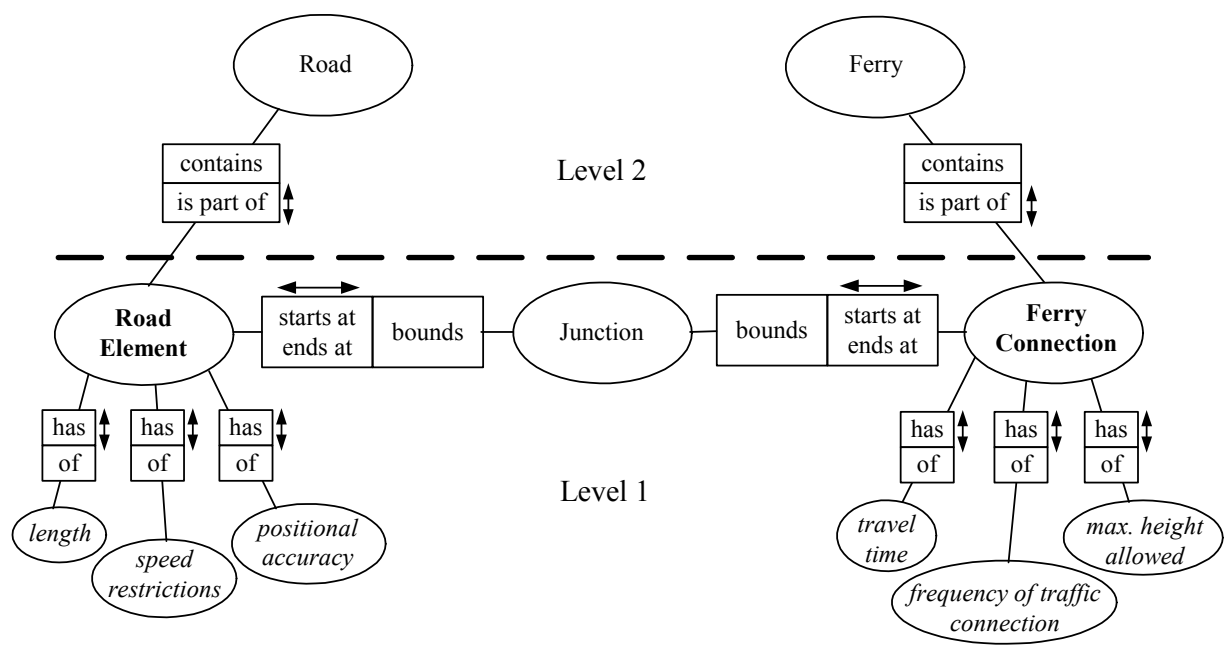 Road
Ferry
contains
is part of
Level 2
contains
is part of
Road
Element
starts at
ends at
bounds
Junction
bounds
starts at
ends at
Ferry
Connection
has
of
has
of
has
of
has
of
has
of
has
of
Level 1
length
speed
restrictions
positional
accuracy
travel
time
frequency of traffic
connection
max. height
allowed